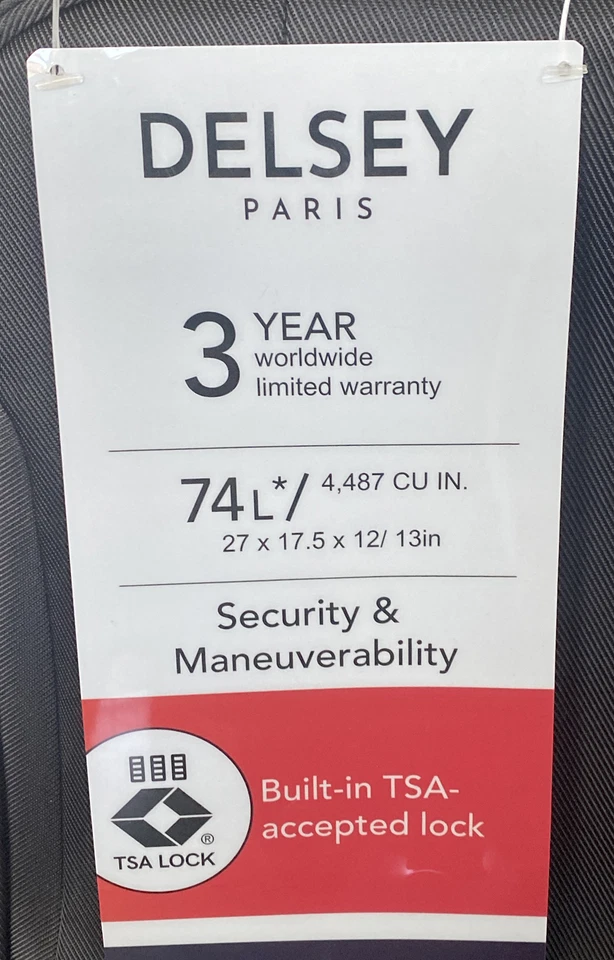 DELSEY
PARIS
3 YEAR
worldwide
limited warranty
74L*/ 4,487 CU IN.
27 x 17.5 x 12/ 13in
Security &
Maneuverability
Built-in TSA-
accepted lock
®
TSA LOCK